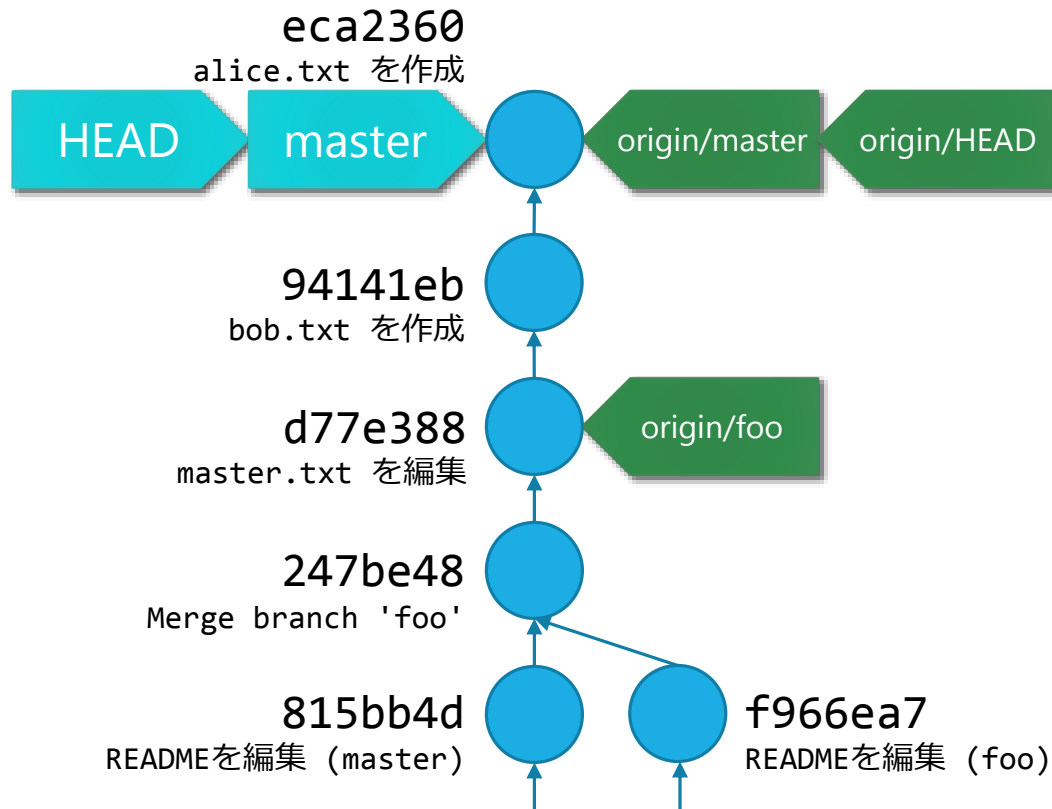 eca2360
alice.txt を作成
HEAD
master
origin/master
origin/HEAD
94141eb
bob.txt を作成
d77e388
master.txt を編集
origin/foo
247be48
Merge branch 'foo'
815bb4d
READMEを編集 (master)
f966ea7
READMEを編集 (foo)